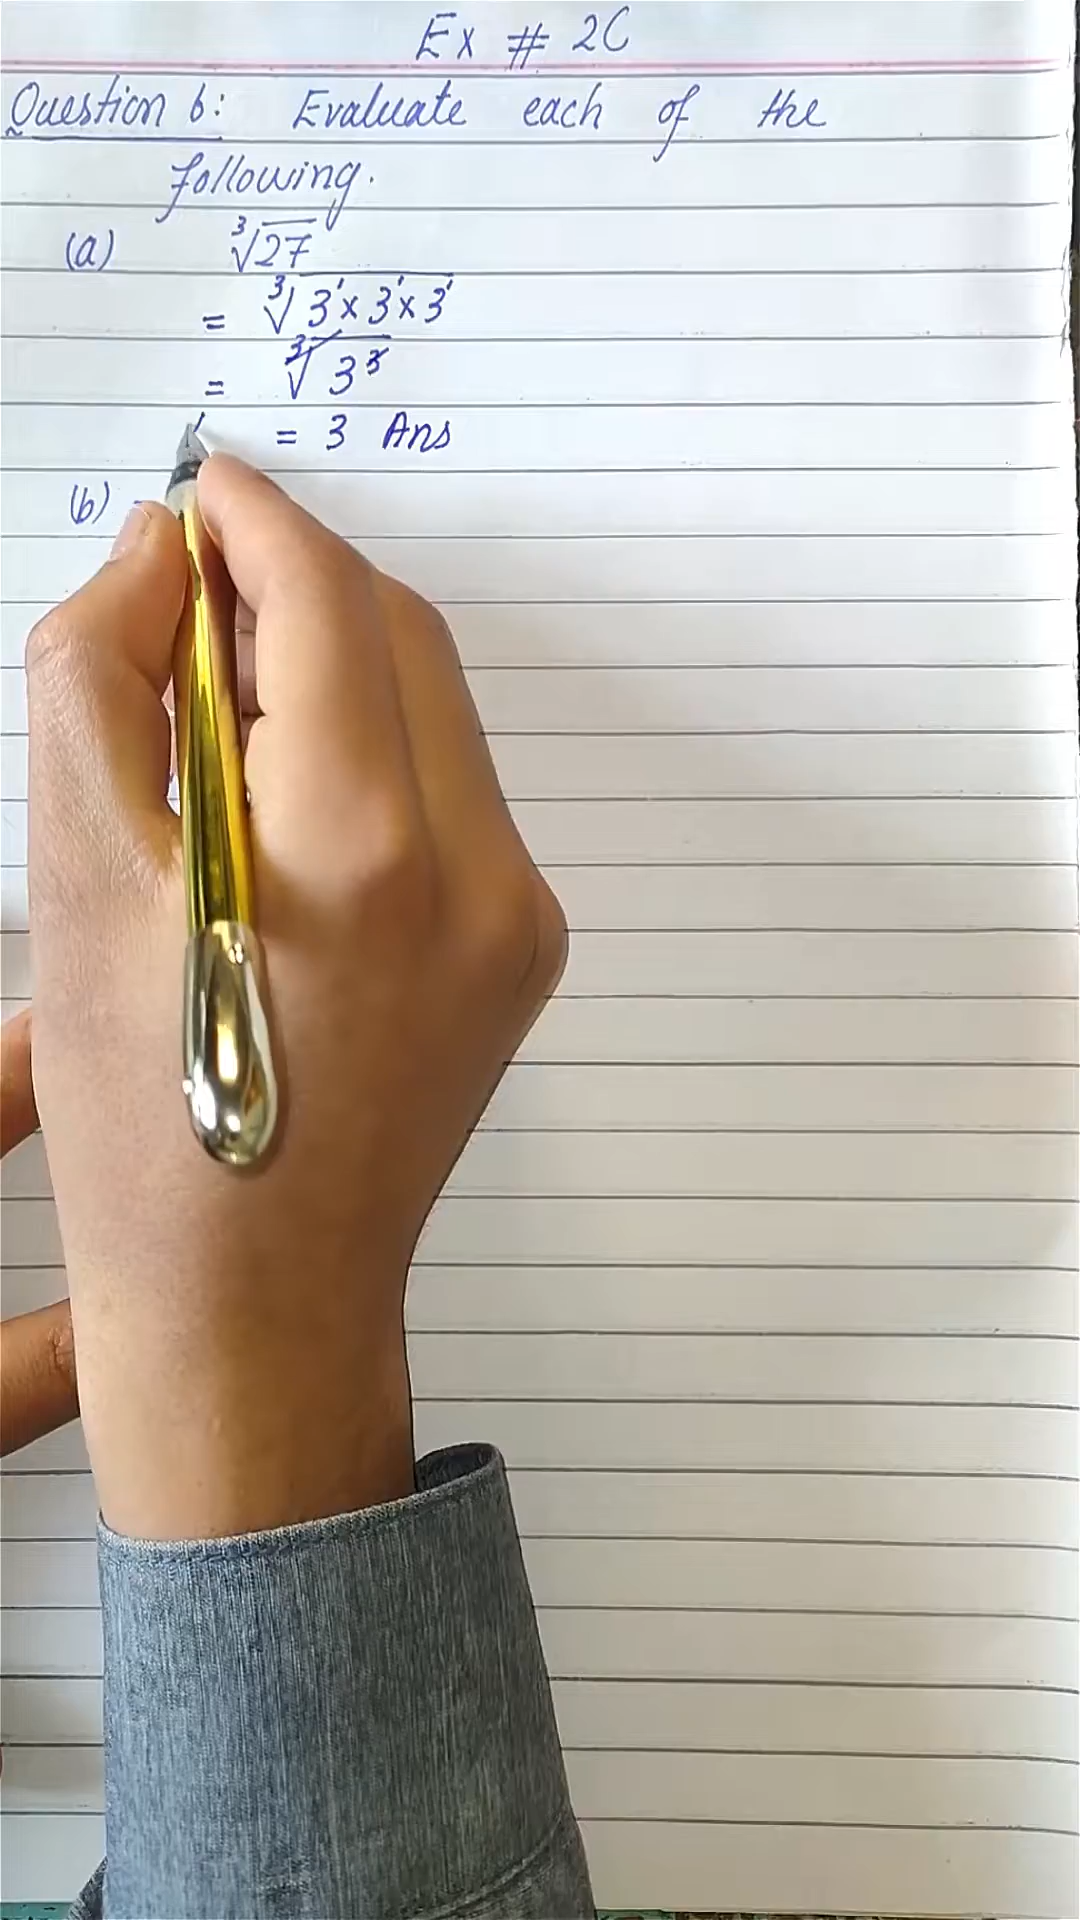 Ex # 2C
Question 6: Evaluate each of the
following.
(a) ∛27
= ∛3¹×3¹×3¹
= ∛3³
= 3 Ans
(b) -